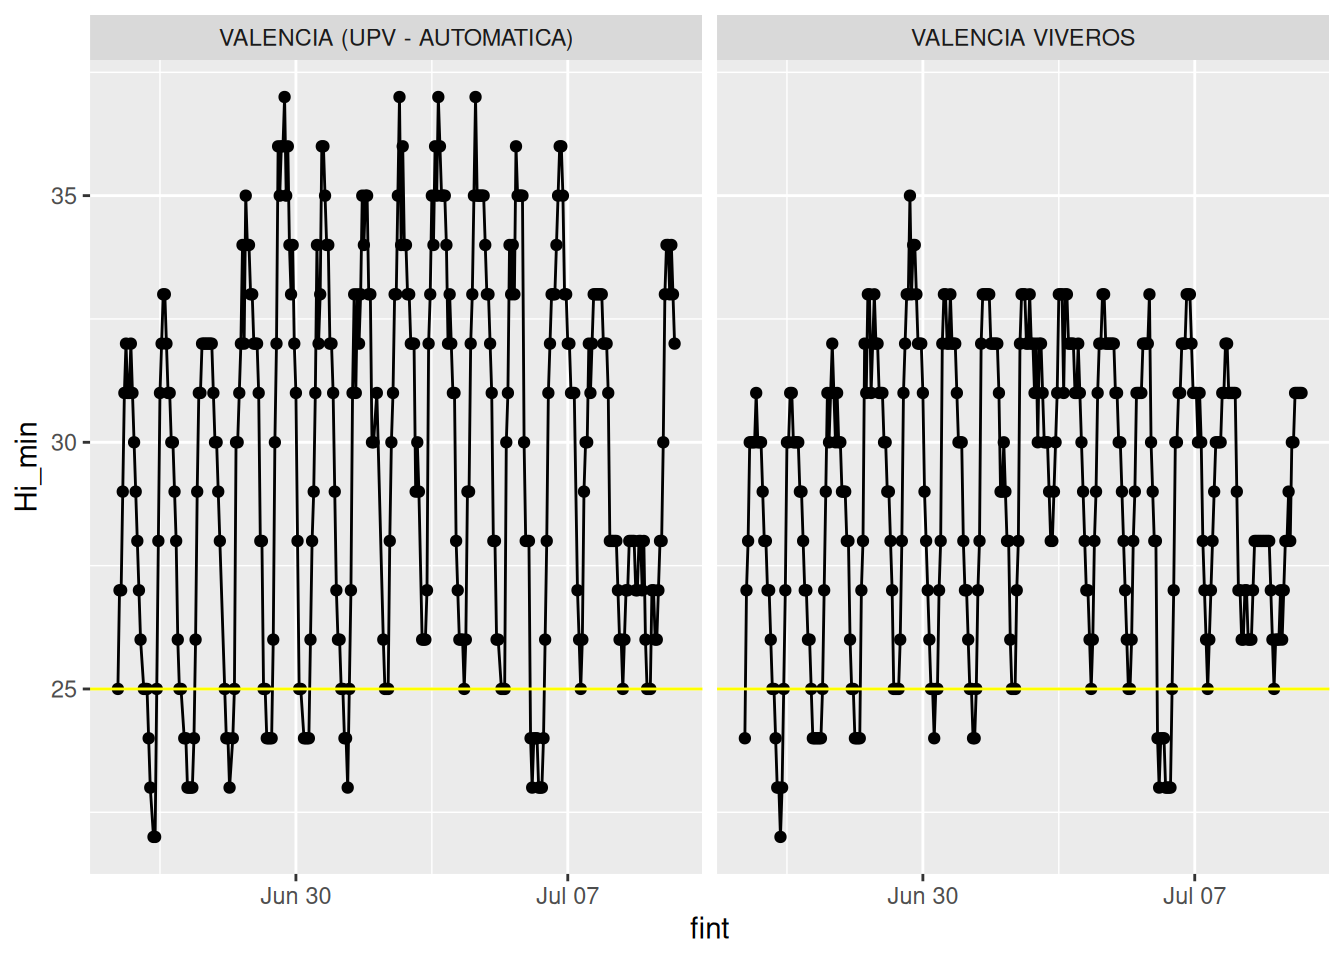 VALENCIA (UPV - AUTOMATICA)
VALENCIA VIVEROS
35
30
25
Hi_min
Jun 30
Jul 07
Jun 30
Jul 07
fint